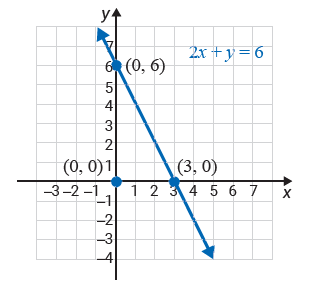 y
7
2x + y = 6
6
(0, 6)
5
4
3
2
(0, 0)
1
(3, 0)
−3 −2 −1
1 2 3 4 5 6 7
x
−1
−2
−3
−4